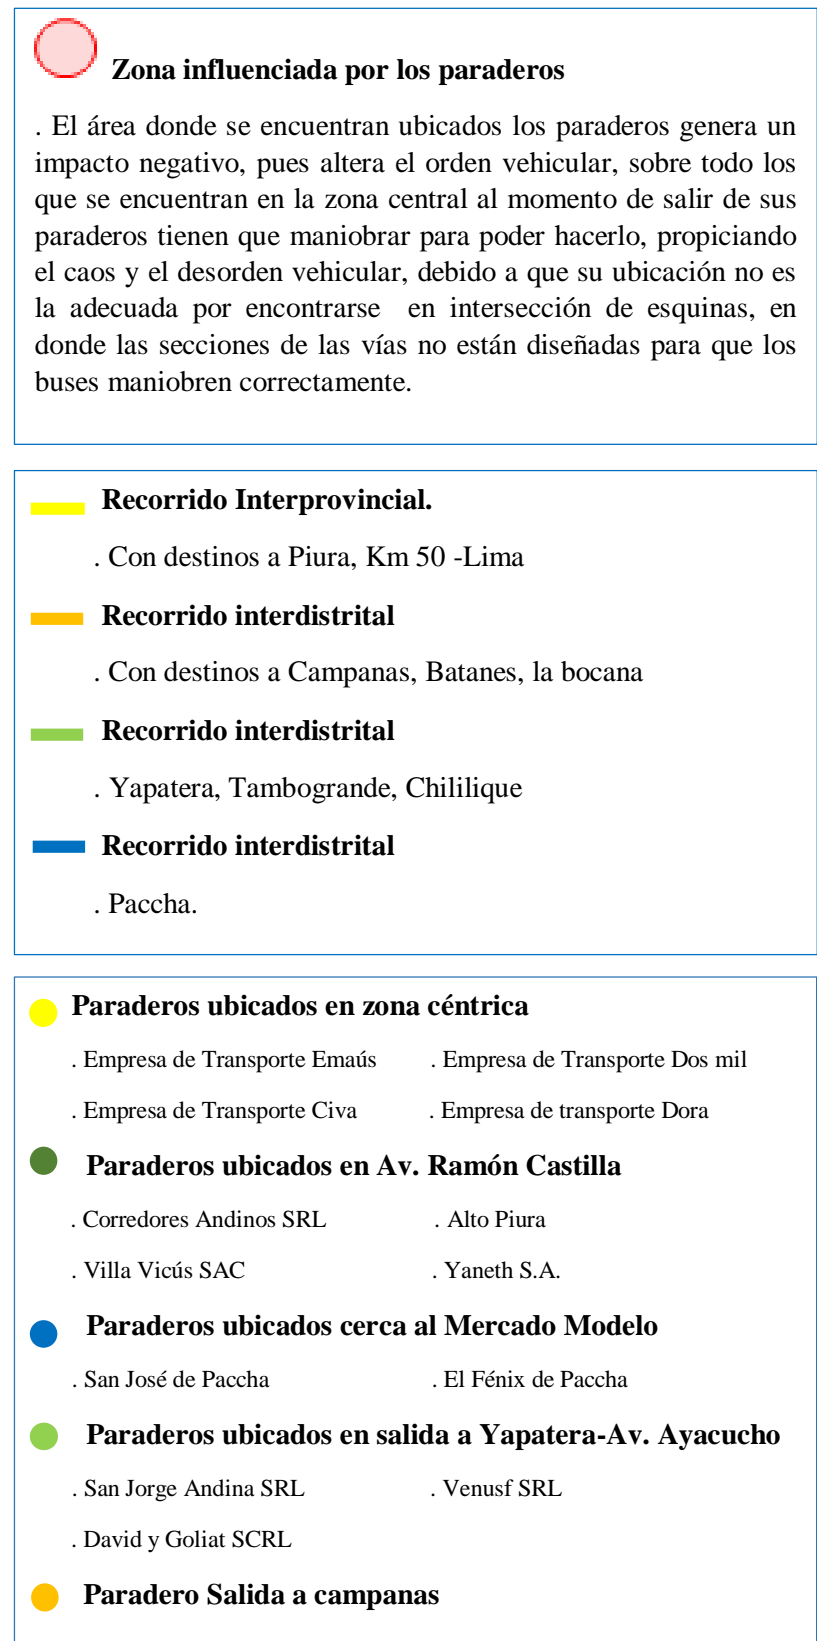 Zona influenciada por los paraderos
. El área donde se encuentran ubicados los paraderos genera un
impacto negativo, pues altera el orden vehicular, sobre todo los
que se encuentran en la zona central al momento de salir de sus
paraderos tienen que maniobrar para poder hacerlo, propiciando
el caos y el desorden vehicular, debido a que su ubicación no es
la adecuada por encontrarse en intersección de esquinas, en
donde las secciones de las vías no están diseñadas para que los
buses maniobren correctamente.
Recorrido Interprovincial.
. Con destinos a Piura, Km 50 -Lima
Recorrido interdistrital
. Con destinos a Campanas, Batanes, la bocana
Recorrido interdistrital
. Yapatera, Tambogrande, Chililique
Recorrido interdistrital
. Paccha.
Paraderos ubicados en zona céntrica
. Empresa de Transporte Emaús . Empresa de Transporte Dos mil
. Empresa de Transporte Civa . Empresa de transporte Dora
Paraderos ubicados en Av. Ramón Castilla
. Corredores Andinos SRL . Alto Piura
. Villa Vicús SAC . Yaneth S.A.
Paraderos ubicados cerca al Mercado Modelo
. San José de Paccha . El Fénix de Paccha
Paraderos ubicados en salida a Yapatera-Av. Ayacucho
. San Jorge Andina SRL . Venusf SRL
. David y Goliat SCRL
Paradero Salida a campanas